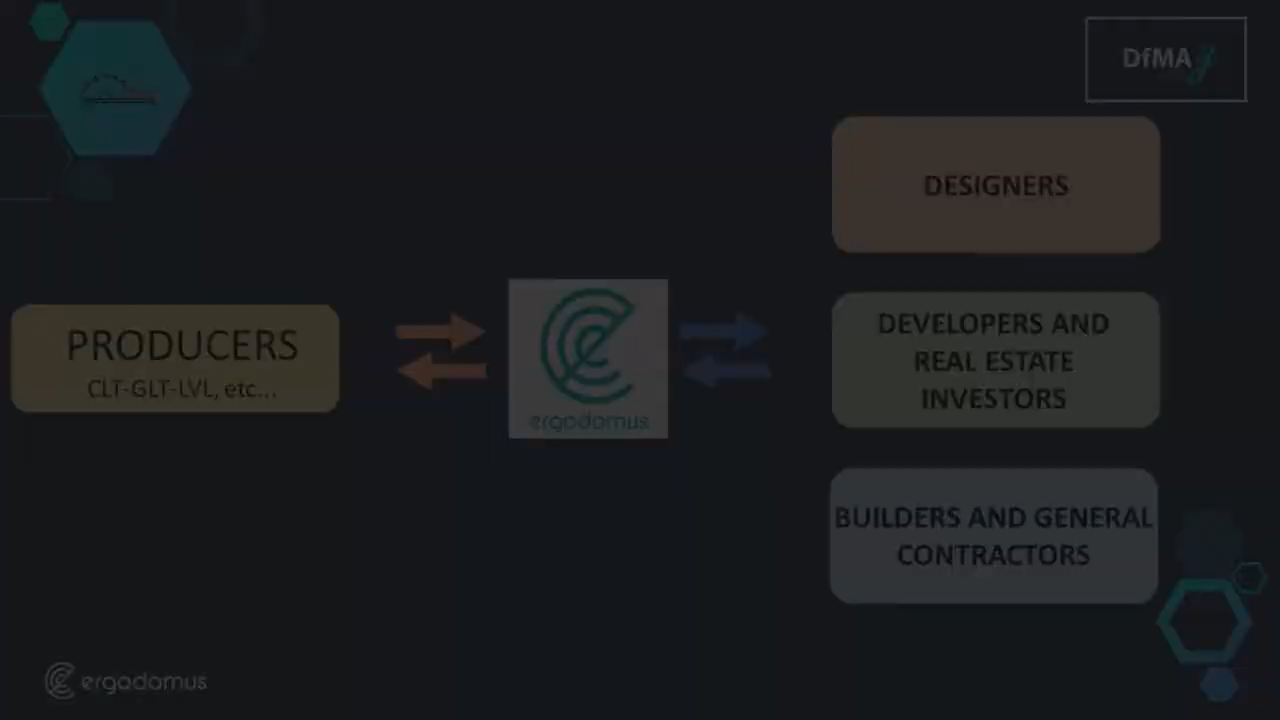 DfMA
DESIGNERS
PRODUCERS
CLT-GLT-LVL, etc...
ergodomus
DEVELOPERS AND
REAL ESTATE
INVESTORS
BUILDERS AND GENERAL
CONTRACTORS
ergodomus